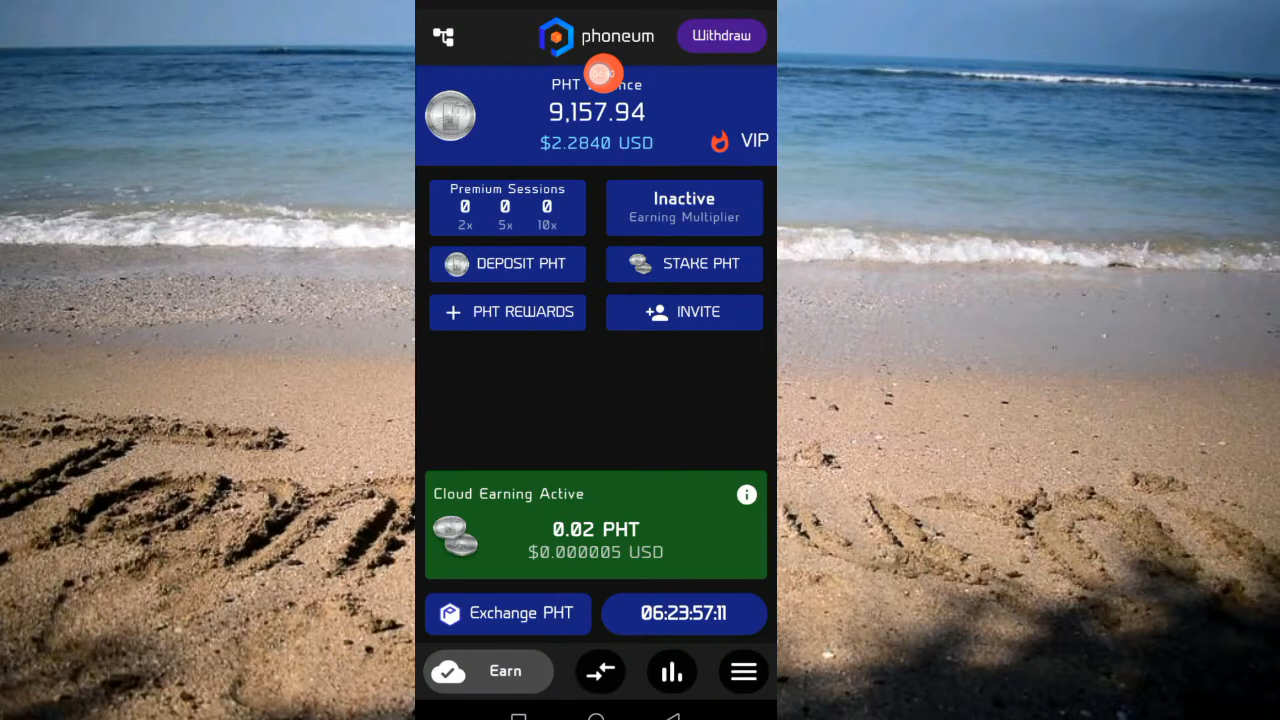 phoneum
Withdraw
PHT
9,157.94
$2.2840 USD
VIP
Premium Sessions
0 0 0
2x 5x 10x
Inactive
Earning Multiplier
DEPOSIT PHT
STAKE PHT
+ PHT REWARDS
INVITE
Cloud Earning Active
0.02 PHT
$0.000005 USD
Exchange PHT
06:23:57:11
Earn